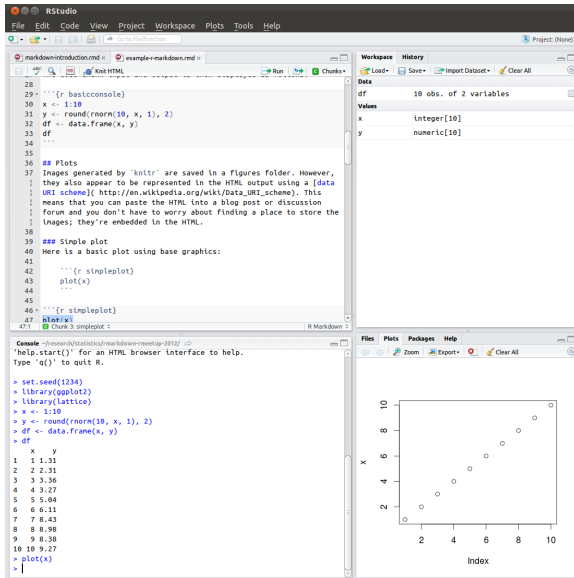 RStudio
File Edit Code View Project Workspace Plots Tools Help
Go to file/function
Project: (None)
markdown-introduction.rmd × example-r-markdown.rmd ×
Knit HTML Run Chunks
28
29 ```{r basicconsole}
30 x <- 1:10
31 y <- round(rnorm(10, x, 1), 2)
32 df <- data.frame(x, y)
33 df
34 ```
35
36 ## Plots
37 Images generated by `knitr` are saved in a figures folder. However,
they also appear to be represented in the HTML output using a [data
URI scheme]( http://en.wikipedia.org/wiki/Data_URI_scheme). This
means that you can paste the HTML into a blog post or discussion
forum and you don't have to worry about finding a place to store the
images; they're embedded in the HTML.
38
39 ### Simple plot
40 Here is a basic plot using base graphics:
41
42 ```{r simpleplot}
43 plot(x)
44 ```
45
46 ```{r simpleplot}
47 plot(x)
47:1 Chunk 3: simpleplot R Markdown
Console ~/research/statistics/rmarkdown-rmeetup-2012/
'help.start()' for an HTML browser interface to help.
Type 'q()' to quit R.
> set.seed(1234)
> library(ggplot2)
> library(lattice)
> x <- 1:10
> y <- round(rnorm(10, x, 1), 2)
> df <- data.frame(x, y)
> df
x y
1 1 1.31
2 2 2.31
3 3 3.36
4 4 3.27
5 5 5.04
6 6 6.11
7 7 8.43
8 8 8.98
9 9 8.38
10 10 9.27
> plot(x)
>
Workspace History
Load Save Import Dataset Clear All
Data
df 10 obs. of 2 variables
Values
x integer[10]
y numeric[10]
Files Plots Packages Help
Zoom Export Clear All
10
8
6
4
2
x
2 4 6 8 10
Index